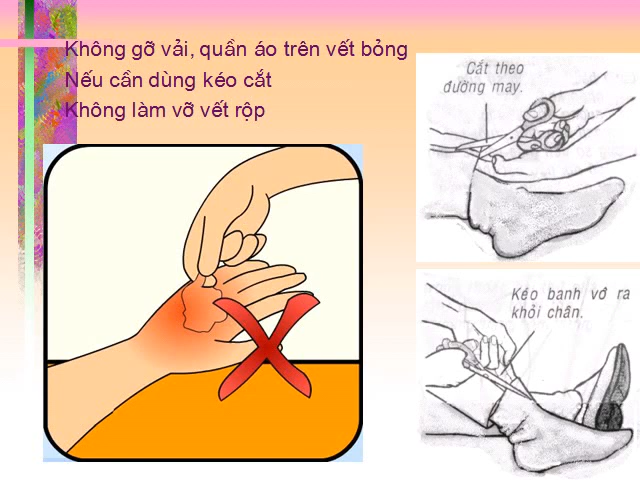 Không gỡ vải, quần áo trên vết bỏng
Nếu cần dùng kéo cắt
Không làm vỡ vết rộp
Cắt theo
đường may.
Kéo banh vớ ra
khỏi chân.